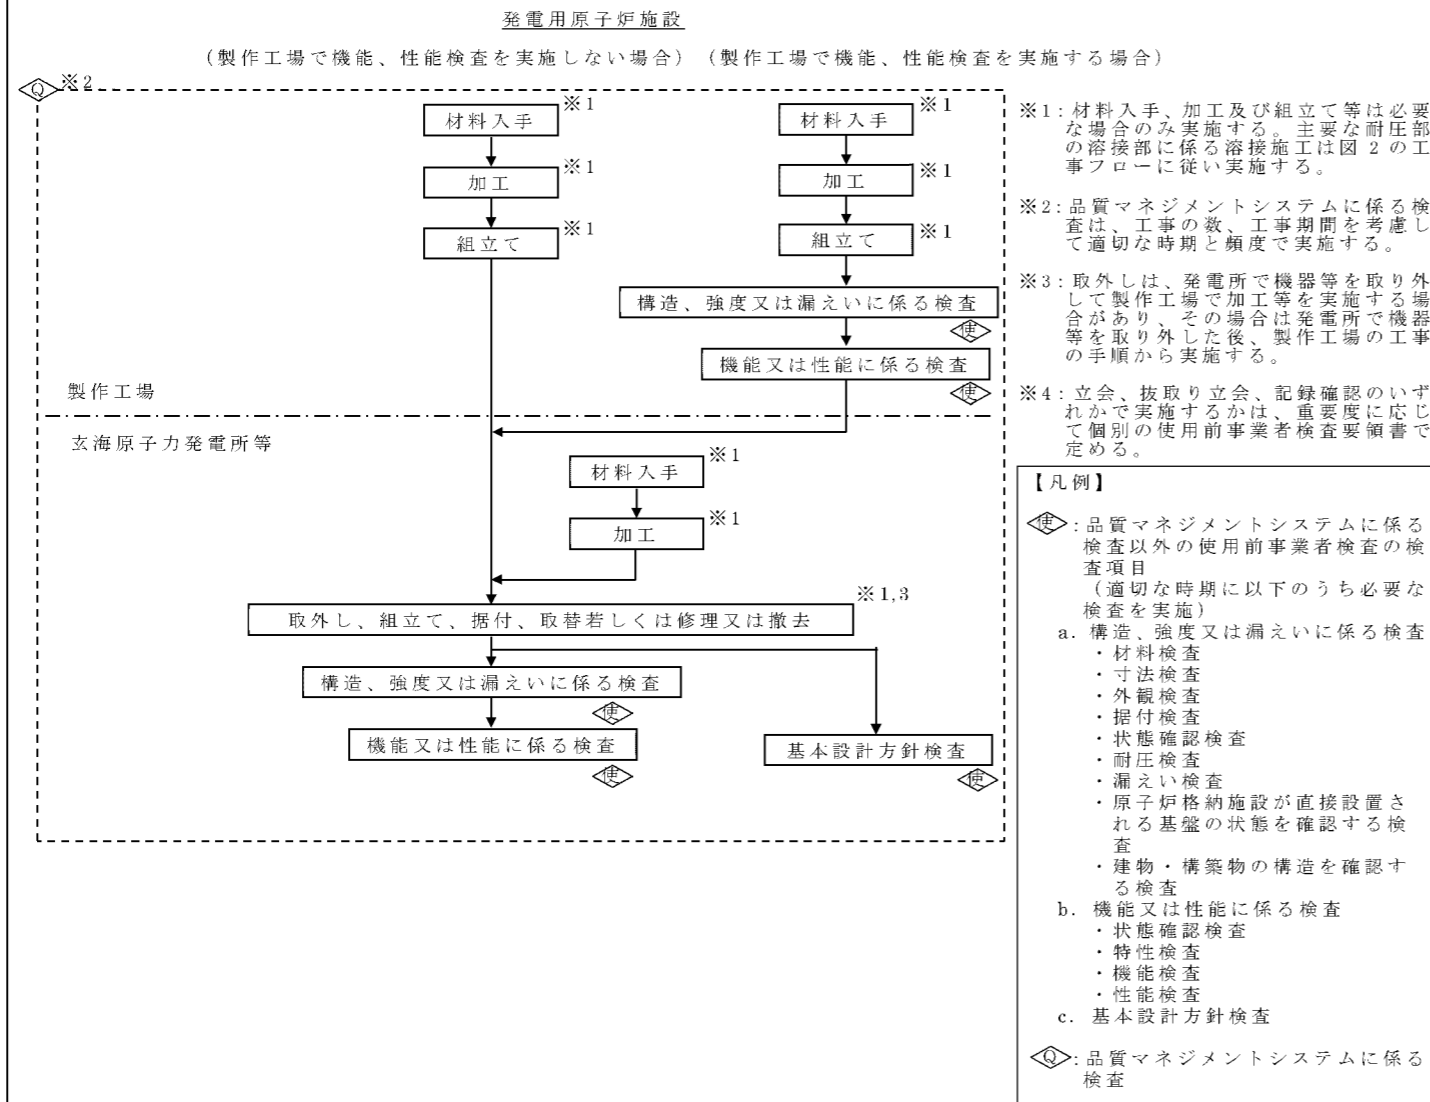 発電用原子炉施設
（製作工場で機能、性能検査を実施しない場合）（製作工場で機能、性能検査を実施する場合）
Q ※2
材料入手 ※1
加工 ※1
組立て ※1
材料入手 ※1
加工 ※1
組立て ※1
構造、強度又は漏えいに係る検査
使
機能又は性能に係る検査
使
製作工場
玄海原子力発電所等
材料入手 ※1
加工 ※1
※1,3
取外し、組立て、据付、取替若しくは修理又は撤去
構造、強度又は漏えいに係る検査
使
機能又は性能に係る検査
使
基本設計方針検査
使
※1：材料入手、加工及び組立て等は必要
な場合のみ実施する。主要な耐圧部
の溶接部に係る溶接施工は図2の工
事フローに従い実施する。
※2：品質マネジメントシステムに係る検
査は、工事の数、工事期間を考慮し
て適切な時期と頻度で実施する。
※3：取外しは、発電所で機器等を取り外
して製作工場で加工等を実施する場
合があり、その場合は発電所で機器
等を取り外した後、製作工場の工事
の手順から実施する。
※4：立会、抜取り立会、記録確認のいず
れかで実施するかは、重要度に応じ
て個別の使用前事業者検査要領書で
定める。
【凡例】
使：品質マネジメントシステムに係る
検査以外の使用前事業者検査の検
査項目
（適切な時期に以下のうち必要な
検査を実施）
a. 構造、強度又は漏えいに係る検査
・材料検査
・寸法検査
・外観検査
・据付検査
・状態確認検査
・耐圧検査
・漏えい検査
・原子炉格納施設が直接設置さ
れる基盤の状態を確認する検
査
・建物・構築物の構造を確認す
る検査
b. 機能又は性能に係る検査
・状態確認検査
・特性検査
・機能検査
・性能検査
c. 基本設計方針検査
Q：品質マネジメントシステムに係る
検査